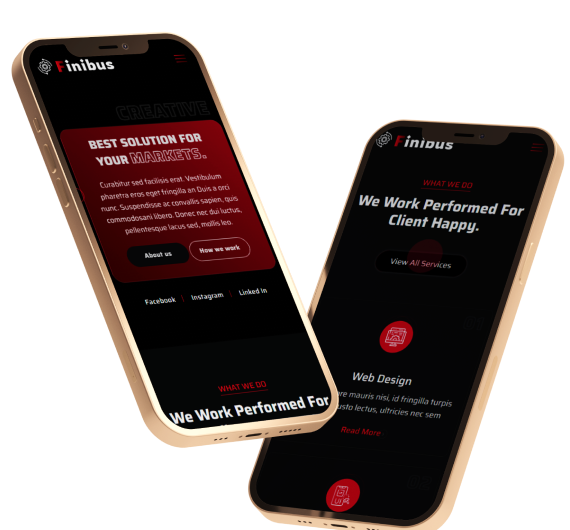 Finibus
CREATIVE
BEST SOLUTION FOR
YOUR MARKETS.
Curabitur sed facilisis erat. Vestibulum
pharetra eros eget fringilla an Duis a orci
nunc. Suspendisse ac convallis sapien, quis
commodosani libero. Donec nec dui luctus,
pellentesque lacus sed, mollis leo.
About us
How we work
Facebook
Instagram
Linked In
WHAT WE DO
We Work Performed For
Finibus
WHAT WE DO
We Work Performed For
Client Happy.
View All Services
Web Design
mauris nisi, id fringilla turpis
justo lectus, ultricies nec sem
Read More